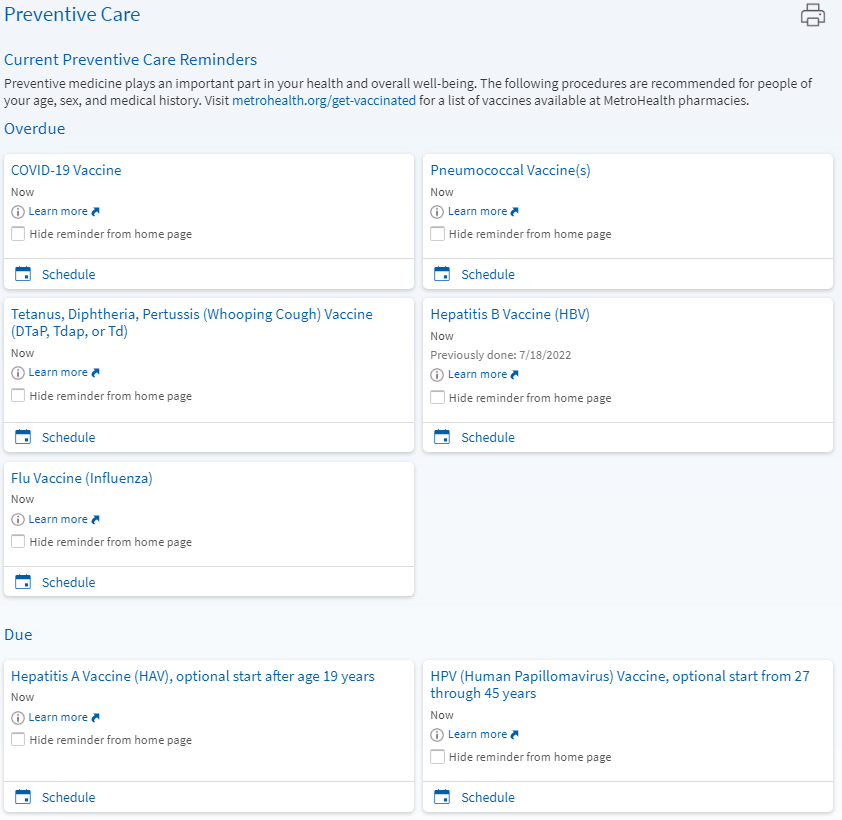 Preventive Care
Current Preventive Care Reminders
Preventive medicine plays an important part in your health and overall well-being. The following procedures are recommended for people of
your age, sex, and medical history. Visit metrohealth.org/get-vaccinated for a list of vaccines available at MetroHealth pharmacies.
Overdue
COVID-19 Vaccine
Now
Learn more
Hide reminder from home page
Schedule
Pneumococcal Vaccine(s)
Now
Learn more
Hide reminder from home page
Schedule
Tetanus, Diphtheria, Pertussis (Whooping Cough) Vaccine
(DTaP, Tdap, or Td)
Now
Learn more
Hide reminder from home page
Schedule
Hepatitis B Vaccine (HBV)
Now
Previously done: 7/18/2022
Learn more
Hide reminder from home page
Schedule
Flu Vaccine (Influenza)
Now
Learn more
Hide reminder from home page
Schedule
Due
Hepatitis A Vaccine (HAV), optional start after age 19 years
Now
Learn more
Hide reminder from home page
Schedule
HPV (Human Papillomavirus) Vaccine, optional start from 27
through 45 years
Now
Learn more
Hide reminder from home page
Schedule